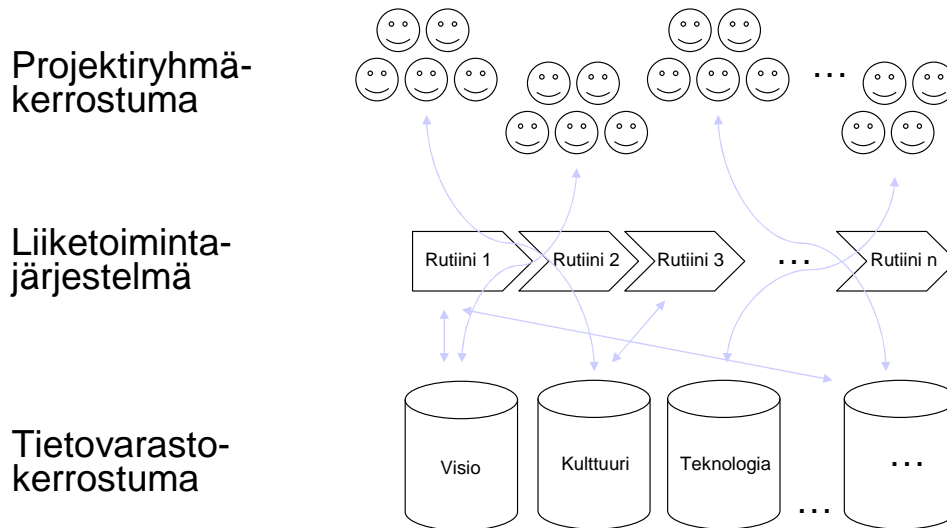 Projektiryhmä-
kerrostuma
...
Liiketoiminta-
järjestelmä
Rutiini 1
Rutiini 2
Rutiini 3
...
Rutiini n
Tietovarasto-
kerrostuma
Visio
Kulttuuri
Teknologia
...
...